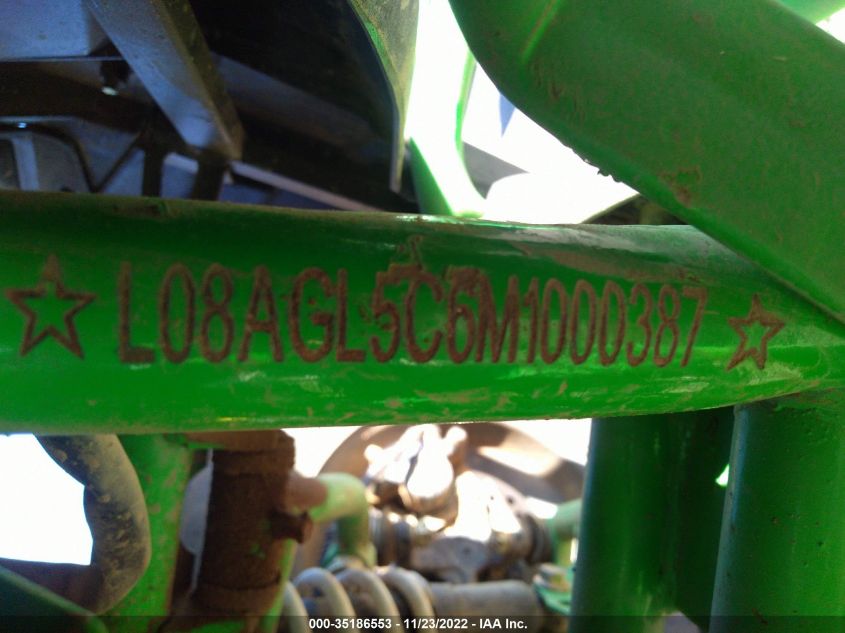 ☆ L08AGL5C6M1000387 ☆
000-35186553 - 11/23/2022 - IAA Inc.